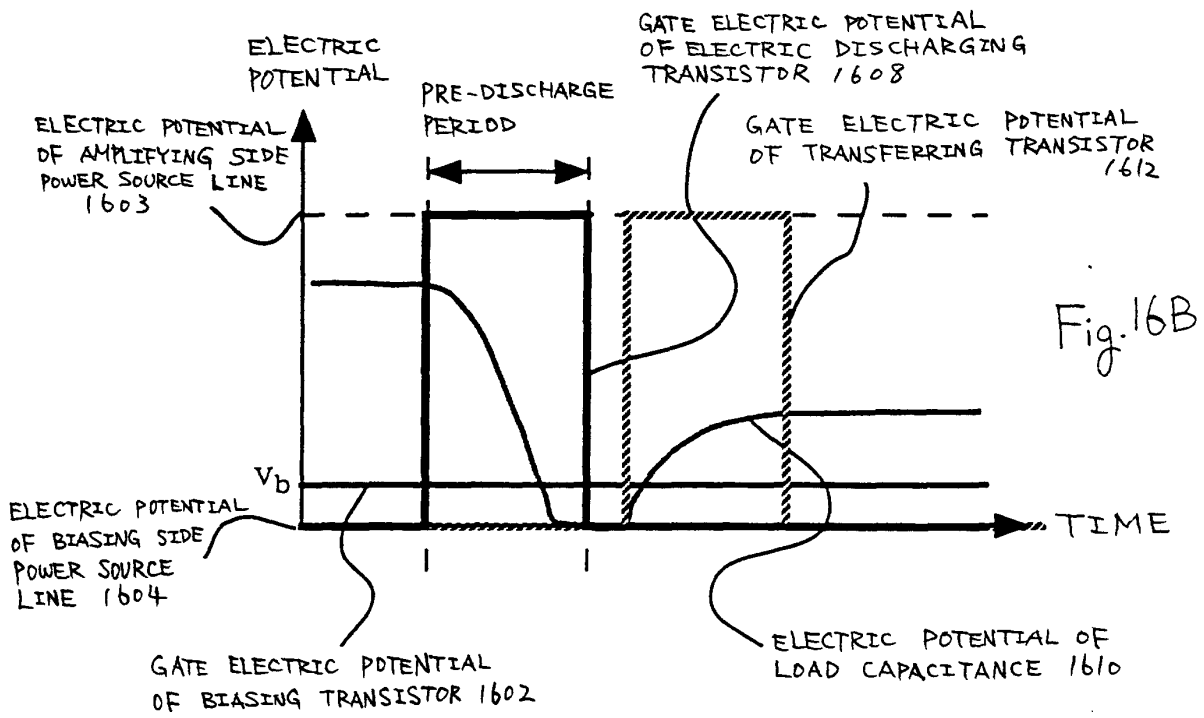 ELECTRIC
POTENTIAL
GATE ELECTRIC POTENTIAL
OF ELECTRIC DISCHARGING
TRANSISTOR 1608
PRE-DISCHARGE
PERIOD
ELECTRIC POTENTIAL
OF AMPLIFYING SIDE
POWER SOURCE LINE
1603
GATE ELECTRIC POTENTIAL
OF TRANSFERRING TRANSISTOR
1612
Fig.16B
Vb
ELECTRIC POTENTIAL
OF BIASING SIDE
POWER SOURCE
LINE 1604
TIME
GATE ELECTRIC POTENTIAL
OF BIASING TRANSISTOR 1602
ELECTRIC POTENTIAL OF
LOAD CAPACITANCE 1610